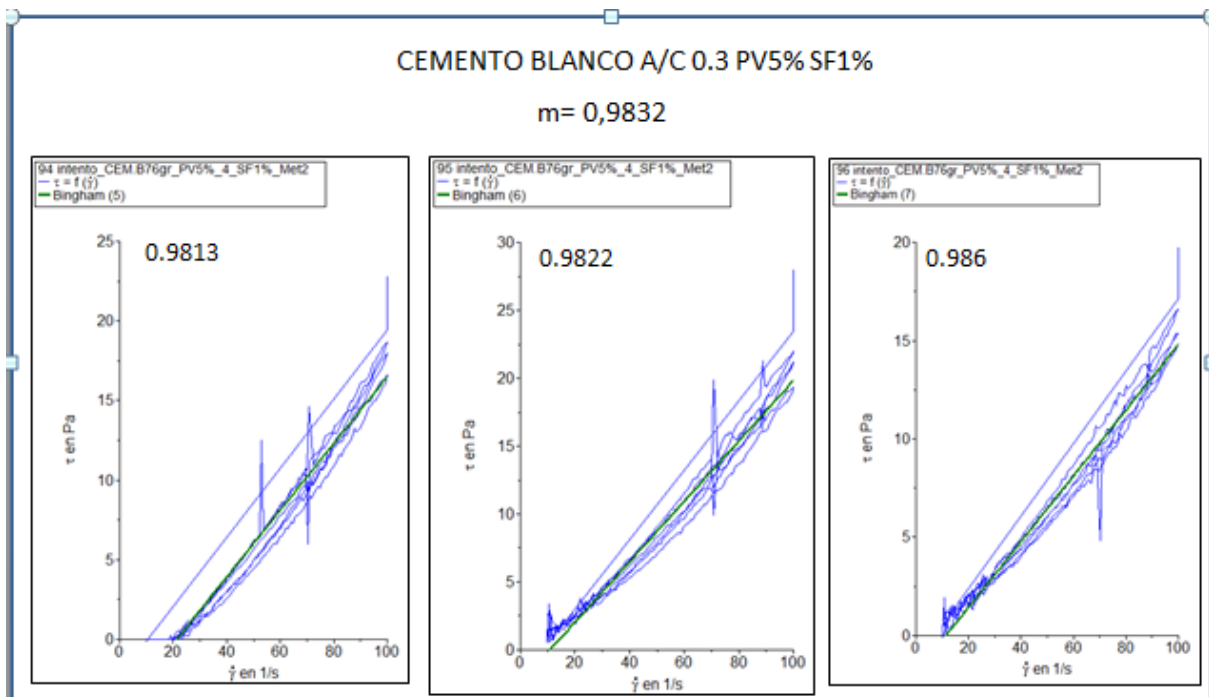 CEMENTO BLANCO A/C 0.3 PV5% SF1%
m= 0,9832
94 intento_CEM.B76gr_PV5%_4_SF1%_Met2
τ = f (γ̇)
Bingham (5)
0.9813
25
20
15
10
5
0
τ en Pa
0 20 40 60 80 100
γ̇ en 1/s
95 intento_CEM.B76gr_PV5%_4_SF1%_Met2
τ = f (γ̇)
Bingham (6)
0.9822
30
25
20
15
10
5
0
τ en Pa
0 20 40 60 80 100
γ̇ en 1/s
96 intento_CEM.B76gr_PV5%_4_SF1%_Met2
τ = f (γ̇)
Bingham (7)
0.986
20
15
10
5
0
τ en Pa
0 20 40 60 80 100
γ̇ en 1/s